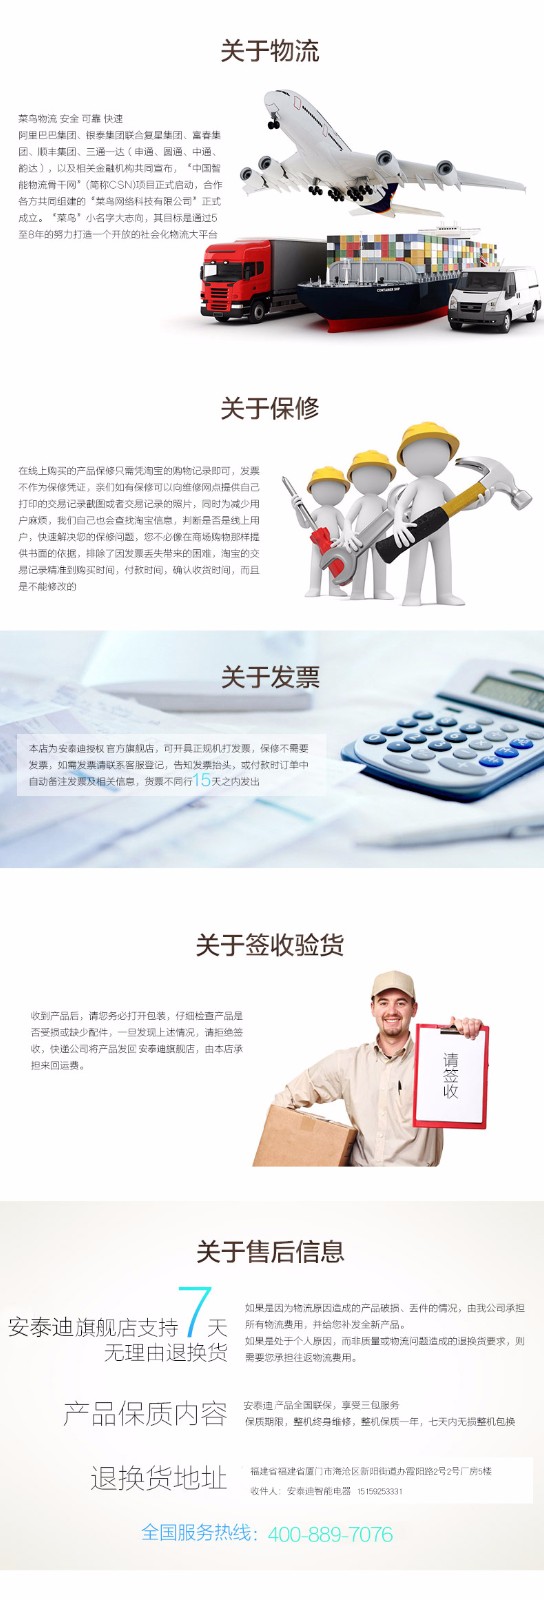 关于物流
菜鸟物流 安全 可靠 快速
阿里巴巴集团、银泰集团联合复星集团、富春集
团、顺丰集团、三通一达（申通、圆通、中通、
韵达），以及相关金融机构共同宣布，“中国智
能物流骨干网”(简称CSN)项目正式启动，合作
各方共同组建的“菜鸟网络科技有限公司”正式
成立。“菜鸟”小名字大志向，其目标是通过5
至8年的努力打造一个开放的社会化物流大平台
CONTAINER SHIP
关于保修
在线上购买的产品保修只需凭淘宝的购物记录即可，发票
不作为保修凭证，亲们如有保修可以向维修网点提供自己
打印的交易记录截图或者交易记录的照片，同时为减少用
户麻烦，我们自己也会查找淘宝信息，判断是否是线上用
户，快速解决您的保修问题，您不必像在商场购物那样提
供书面的依据，排除了因发票丢失带来的困难，淘宝的交
易记录精准到购买时间，付款时间，确认收货时间，而且
是不能修改的
关于发票
本店为安泰迪授权官方旗舰店，可开具正规机打发票，保修不需要
发票，如需发票请联系客服登记，告知发票抬头，或付款时订单中
自动备注发票及相关信息，货票不同行15天之内发出
关于签收验货
收到产品后，请您务必打开包装，仔细检查产品是
否受损或缺少配件，一旦发现上述情况，请拒绝签
收，快递公司将产品发回安泰迪旗舰店，由本店承
担来回运费。
请签收
关于售后信息
安泰迪旗舰店支持7天
无理由退换货
如果是因为物流原因造成的产品破损、丢件的情况，由我公司承担
所有物流费用，并给您补发全新产品。
如果是处于个人原因，而非质量或物流问题造成的退换货要求，则
需要您承担往返物流费用。
产品保质内容
安泰迪产品全国联保，享受三包服务
保质期限，整机终身维修，整机保质一年，七天内无损整机包换
退换货地址
福建省福建省厦门市海沧区新阳街道办霞阳路2号2号厂房5楼
收件人：安泰迪智能电器 15159253331
全国服务热线：400-889-7076